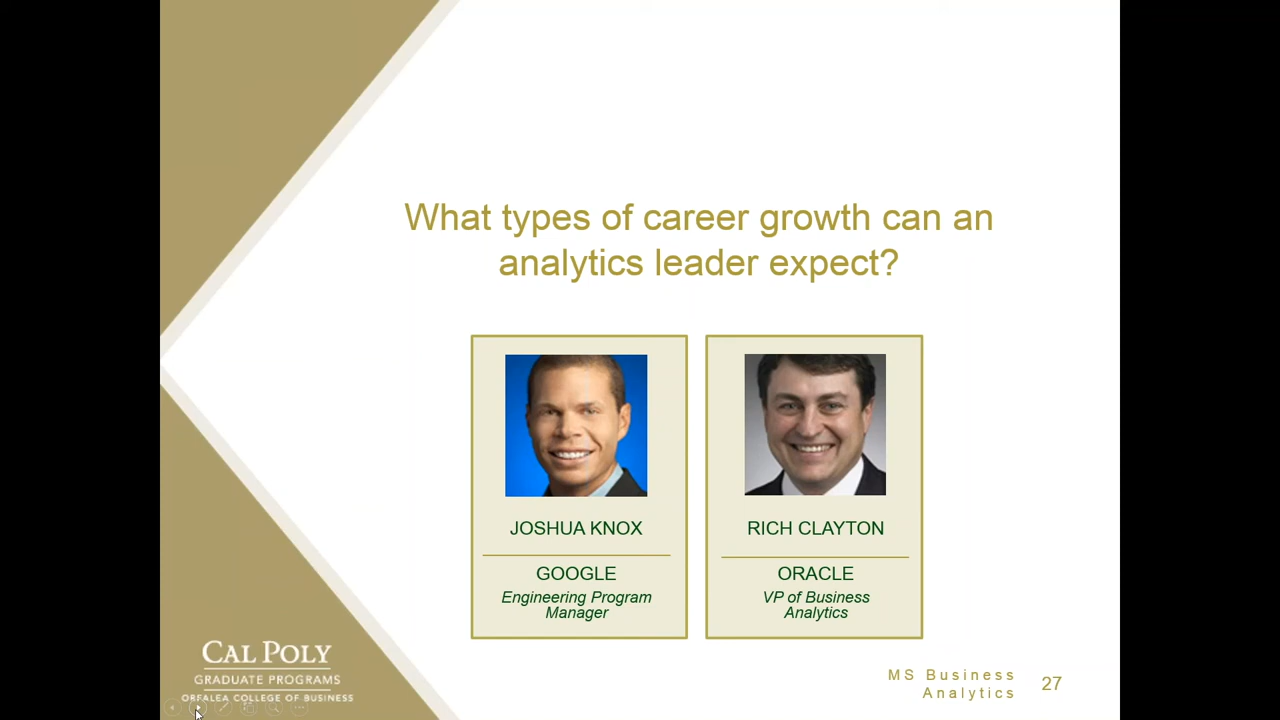 What types of career growth can an
analytics leader expect?
JOSHUA KNOX
GOOGLE
Engineering Program
Manager
RICH CLAYTON
ORACLE
VP of Business
Analytics
CAL POLY
GRADUATE PROGRAMS
ORFALEA COLLEGE OF BUSINESS
MS Business
Analytics
27